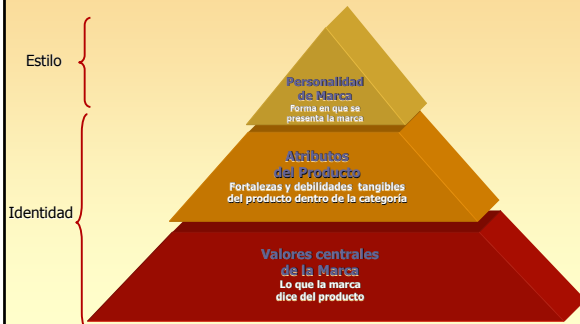 Estilo
Personalidad
de Marca
Forma en que se
presenta la marca
Atributos
del Producto
Fortalezas y debilidades tangibles
del producto dentro de la categoría
Identidad
Valores centrales
de la Marca
Lo que la marca
dice del producto